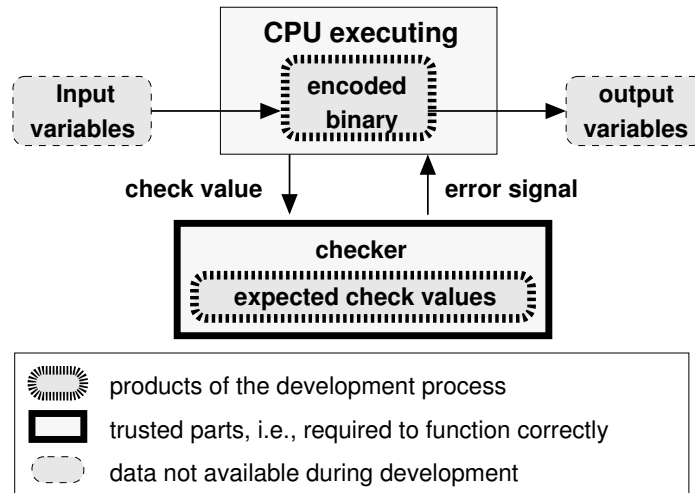 CPU executing
Input
variables
encoded
binary
output
variables
check value
error signal
checker
expected check values
products of the development process
trusted parts, i.e., required to function correctly
data not available during development